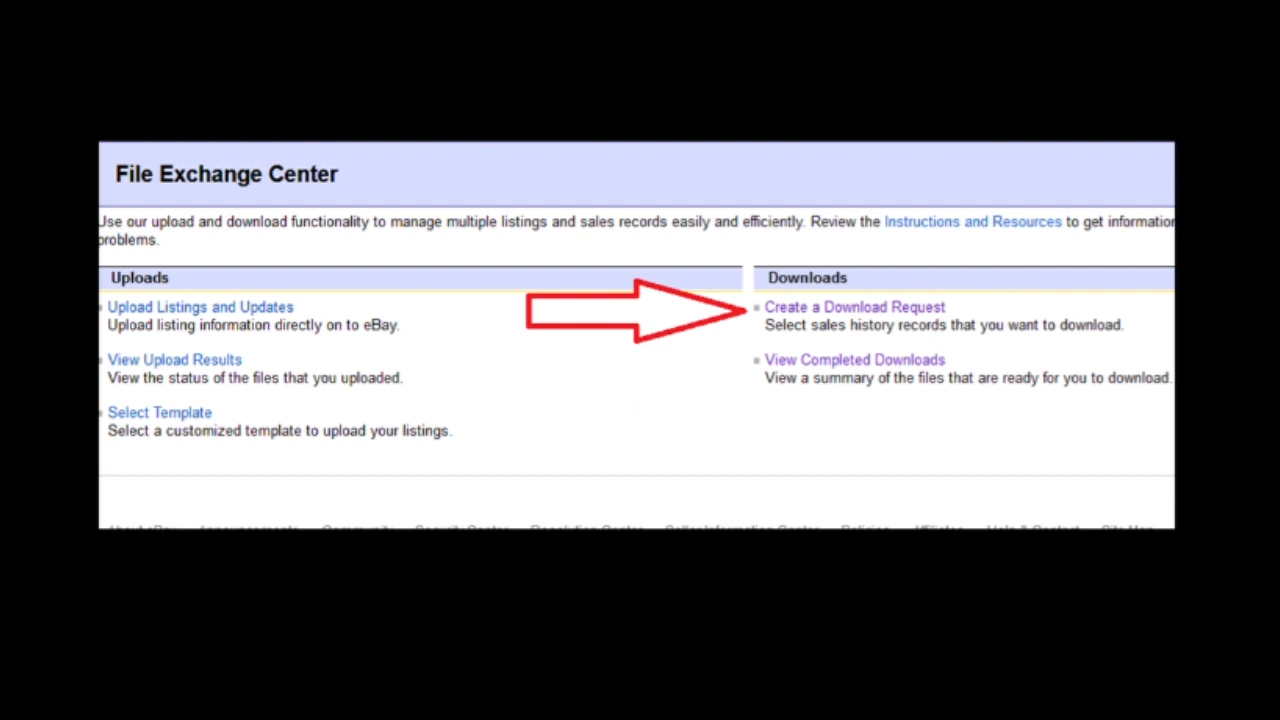 File Exchange Center
Use our upload and download functionality to manage multiple listings and sales records easily and efficiently. Review the Instructions and Resources to get information
problems.
Uploads
Upload Listings and Updates
Upload listing information directly on to eBay.
View Upload Results
View the status of the files that you uploaded.
Select Template
Select a customized template to upload your listings.
Downloads
Create a Download Request
Select sales history records that you want to download.
View Completed Downloads
View a summary of the files that are ready for you to download.